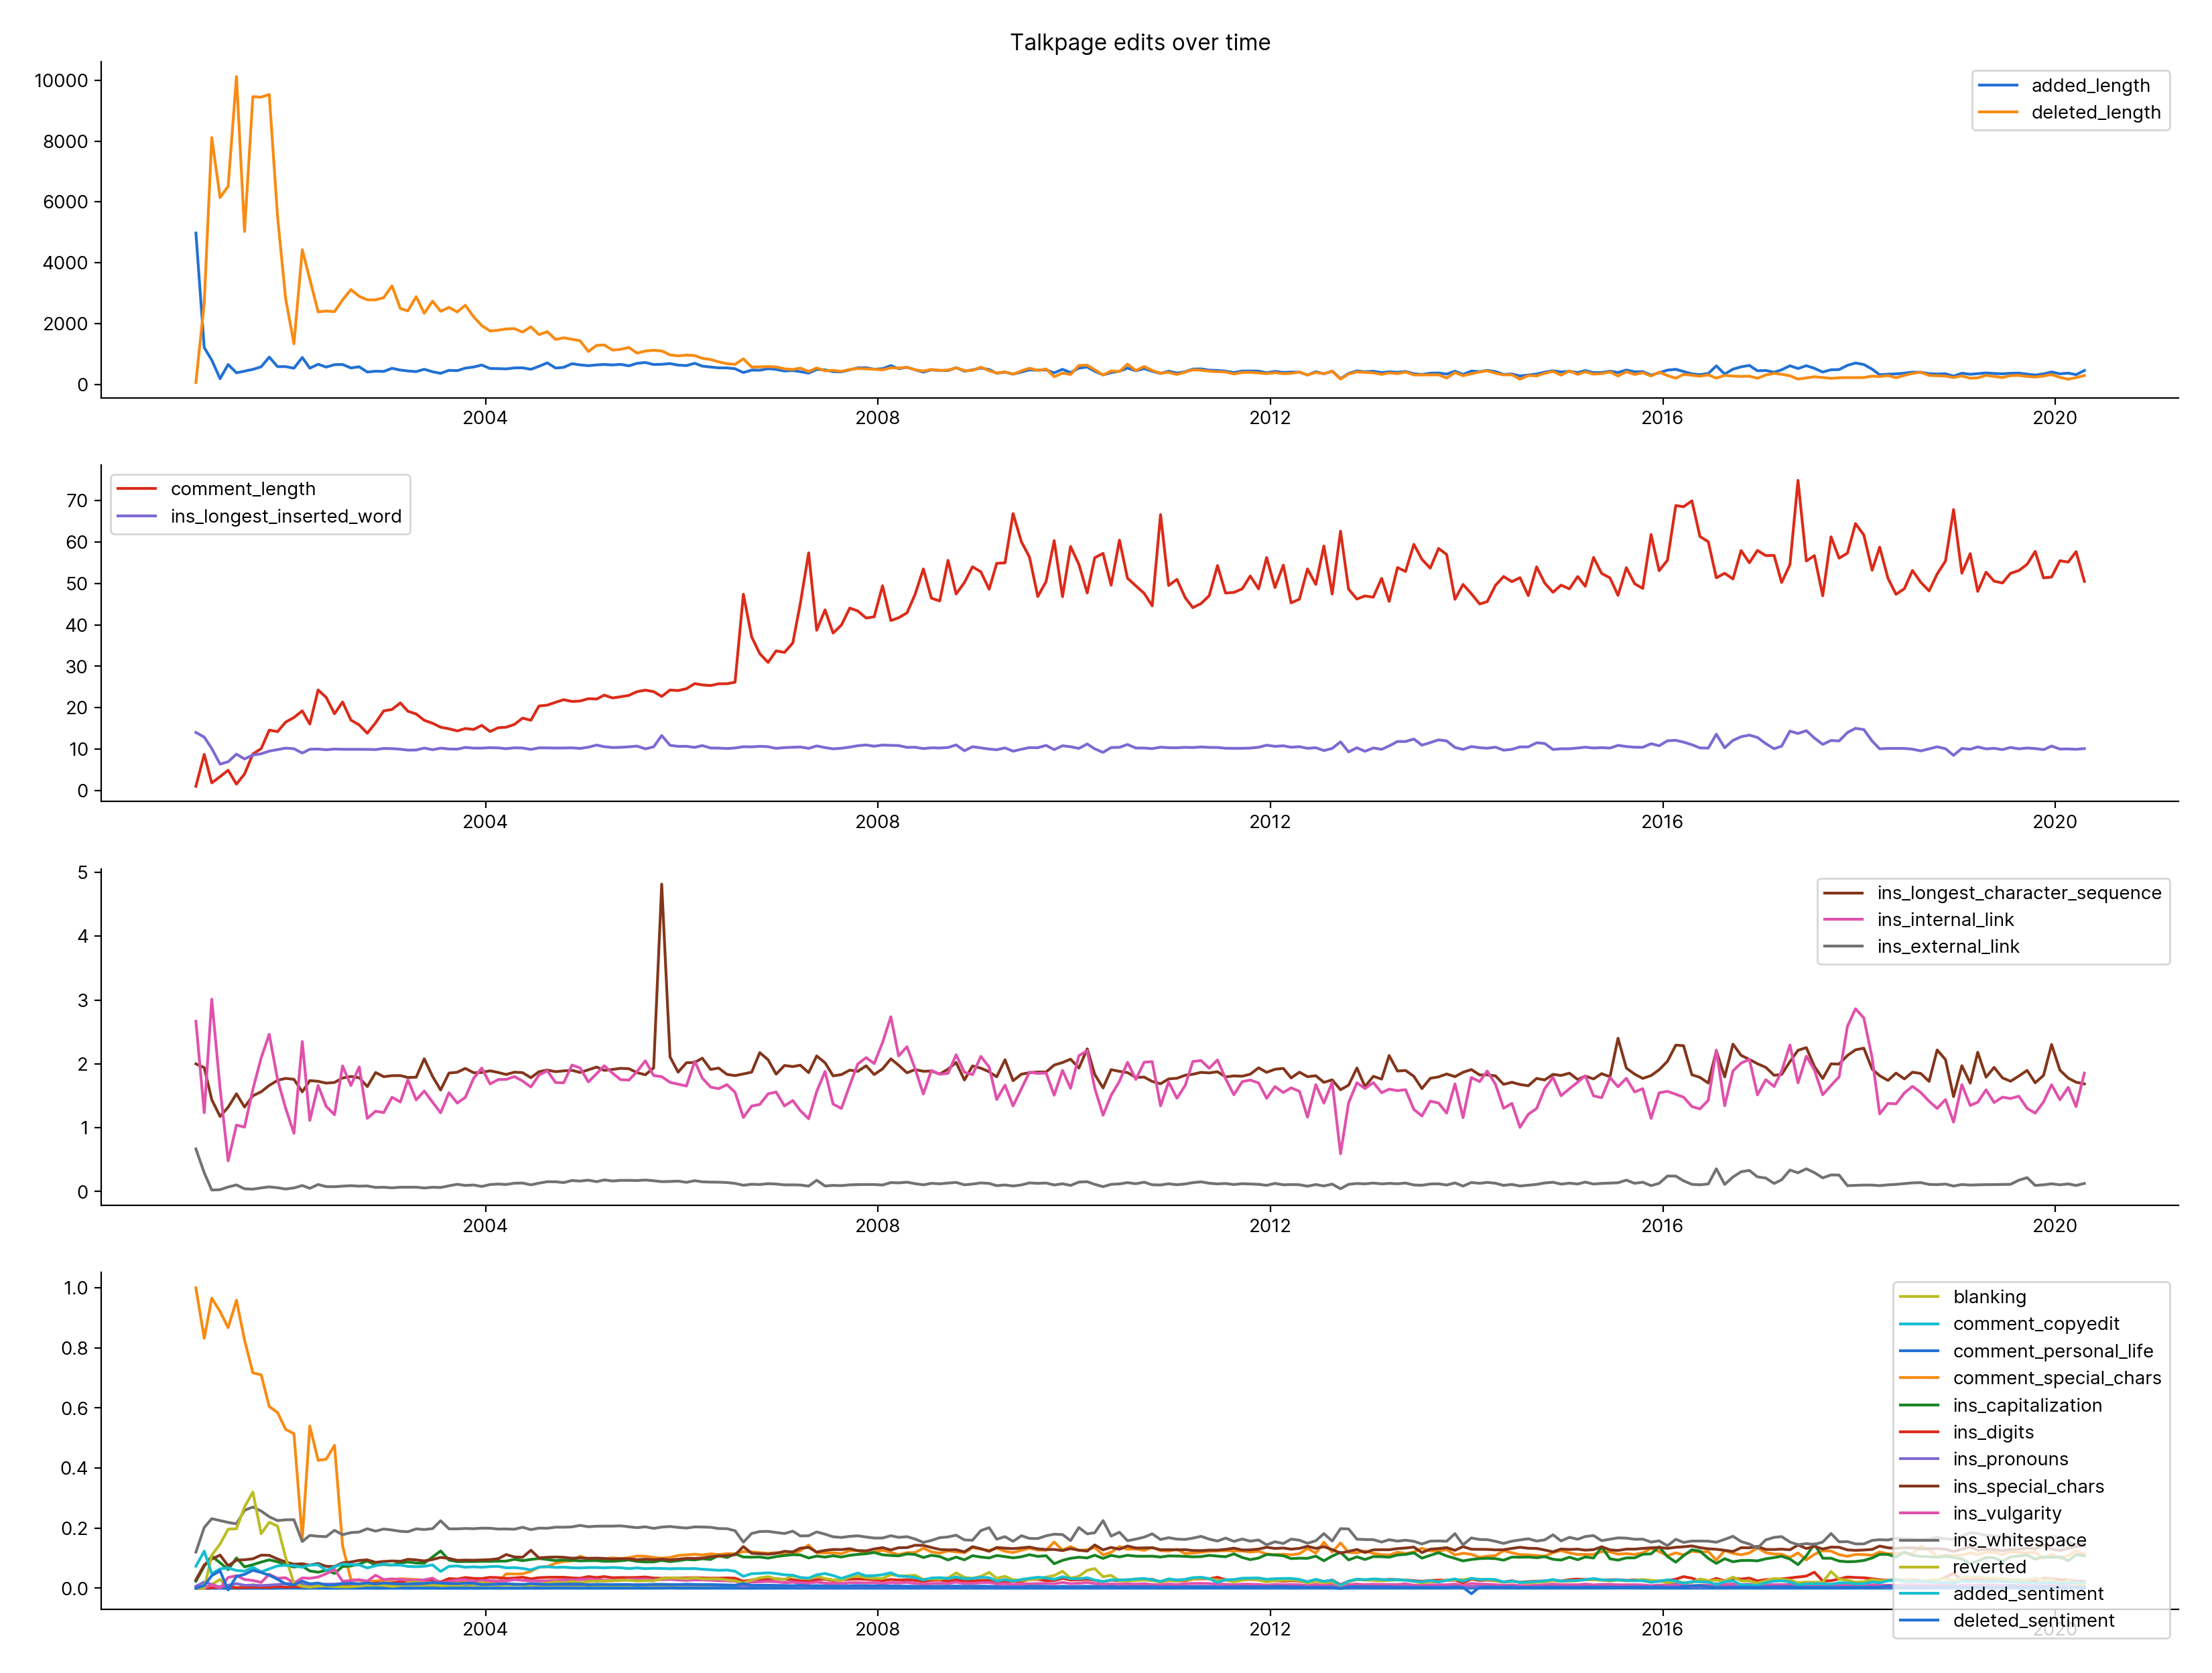 Talkpage edits over time
10000
8000
6000
4000
2000
0
added_length
deleted_length
2004 2008 2012 2016 2020
70
60
50
40
30
20
10
0
comment_length
ins_longest_inserted_word
2004 2008 2012 2016 2020
5
4
3
2
1
0
ins_longest_character_sequence
ins_internal_link
ins_external_link
2004 2008 2012 2016 2020
1.0
0.8
0.6
0.4
0.2
0.0
blanking
comment_copyedit
comment_personal_life
comment_special_chars
ins_capitalization
ins_digits
ins_pronouns
ins_special_chars
ins_vulgarity
ins_whitespace
reverted
added_sentiment
deleted_sentiment
2004 2008 2012 2016 2020